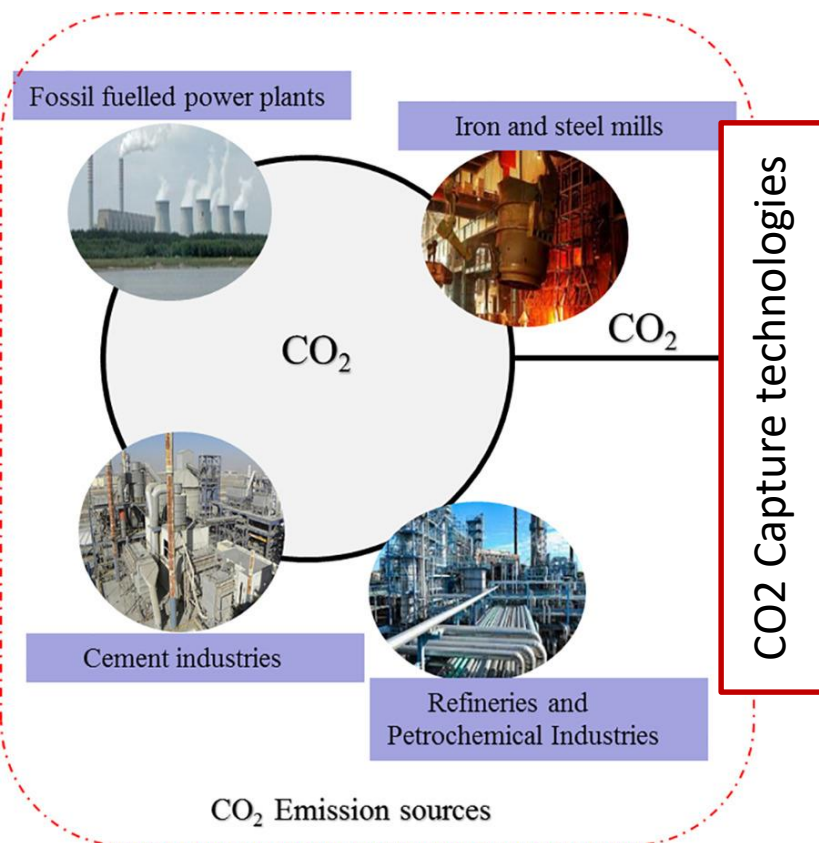 Fossil fuelled power plants
Iron and steel mills
CO₂
CO₂
CO2 Capture technologies
Cement industries
Refineries and
Petrochemical Industries
CO₂ Emission sources